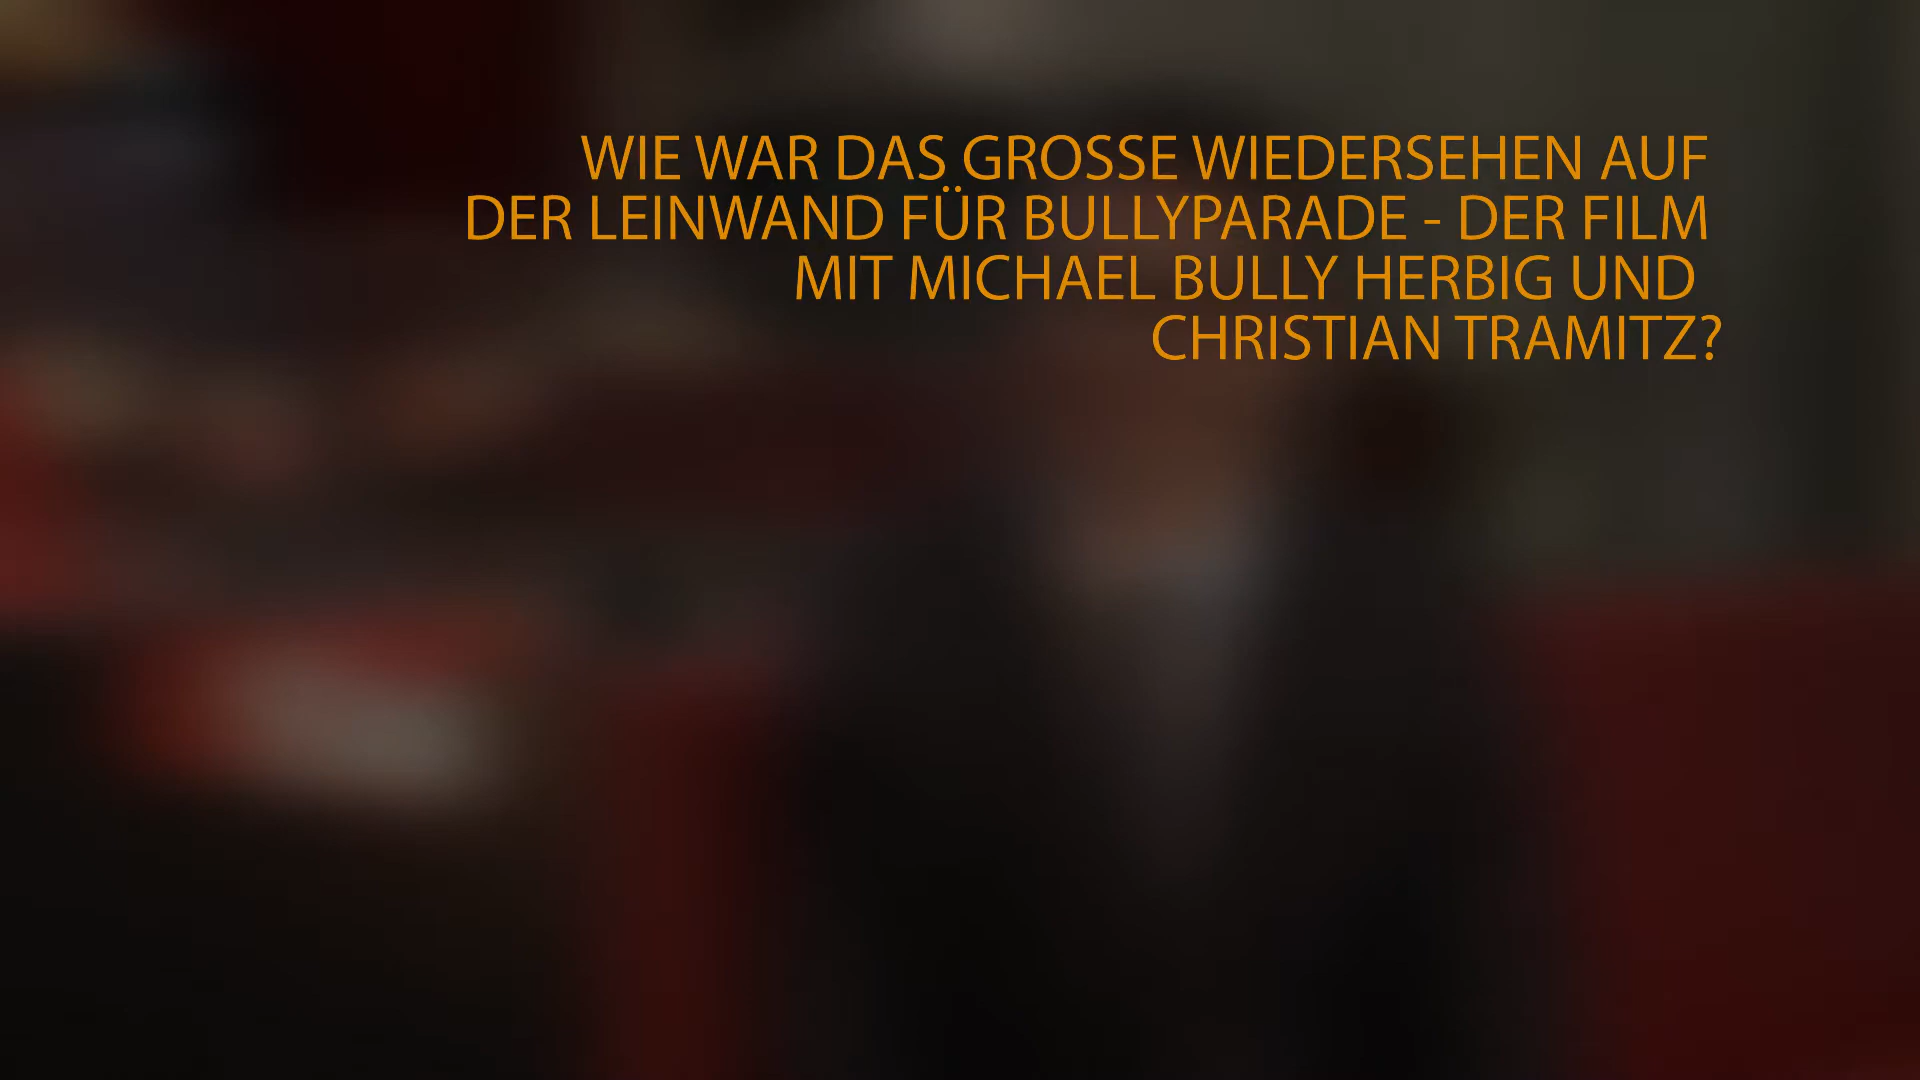 WIE WAR DAS GROSSE WIEDERSEHEN AUF
DER LEINWAND FÜR BULLYPARADE - DER FILM
MIT MICHAEL BULLY HERBIG UND
CHRISTIAN TRAMITZ?